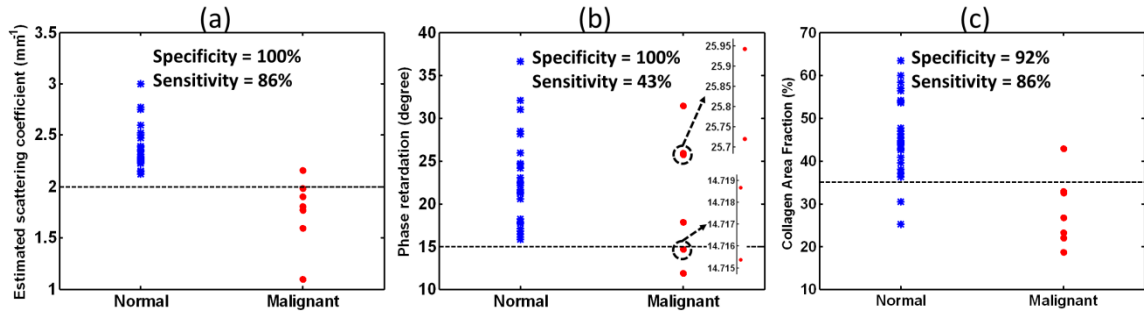 (a)
Specificity = 100%
Sensitivity = 86%
Estimated scattering coefficient (mm⁻¹)
3.5
3
2.5
2
1.5
1
Normal
Malignant
(b)
Specificity = 100%
Sensitivity = 43%
Phase retardation (degree)
40
35
30
25
20
15
10
25.95
25.9
25.85
25.8
25.75
25.7
14.719
14.718
14.717
14.716
14.715
Normal
Malignant
(c)
Specificity = 92%
Sensitivity = 86%
Collagen Area Fraction (%)
70
60
50
40
30
20
10
Normal
Malignant